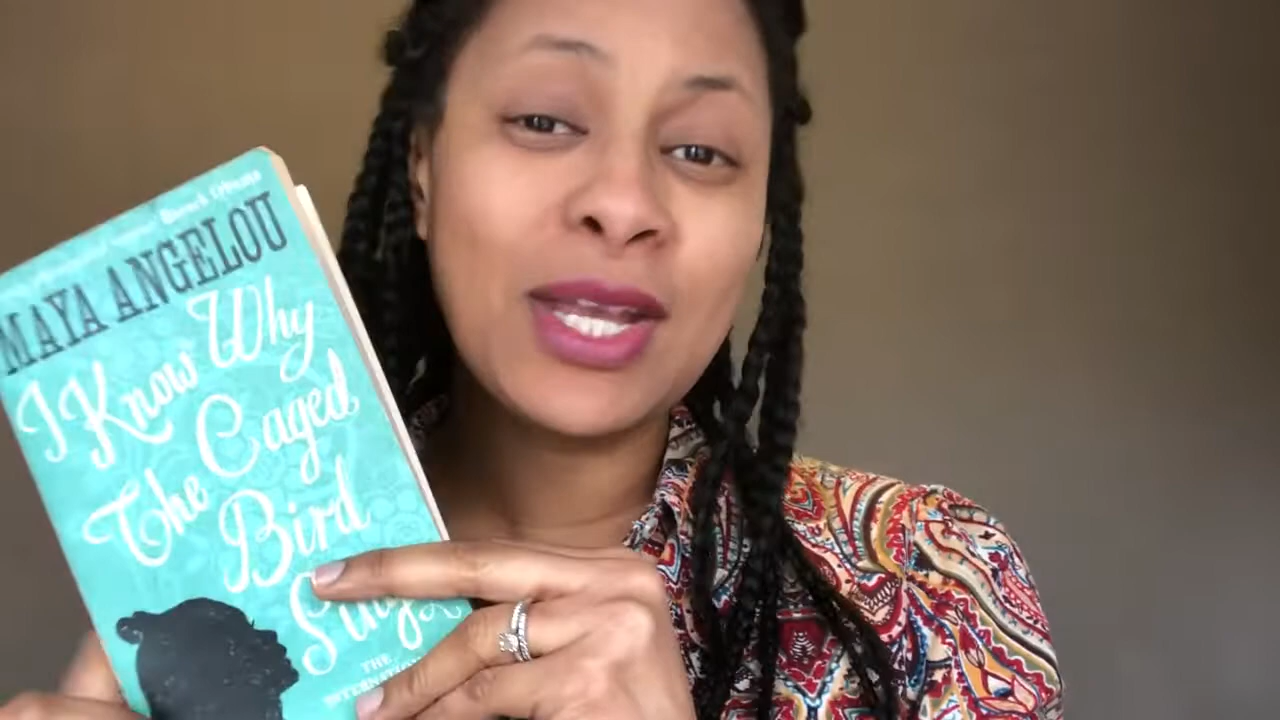 MAYA ANGELOU
I Know Why
The Caged
Bird
Sings
THE